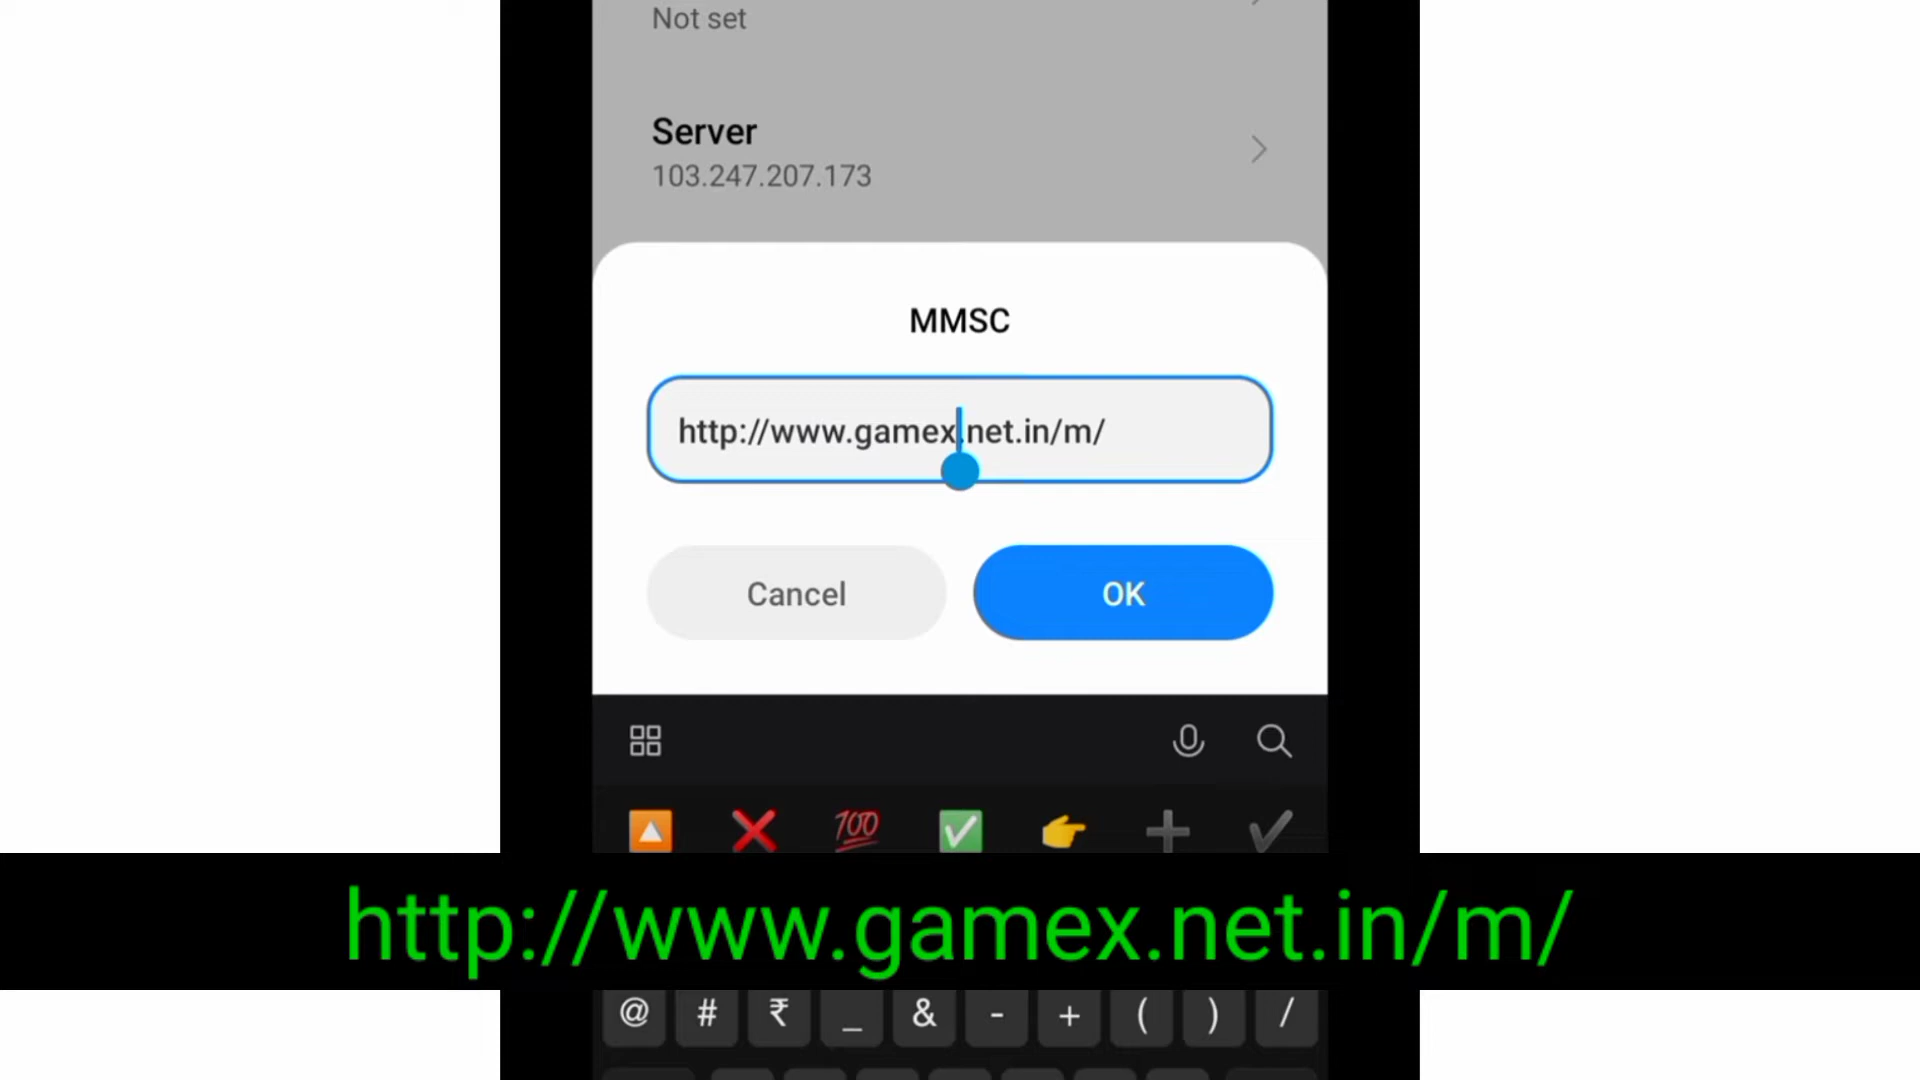 Not set
Server
103.247.207.173
MMSC
http://www.gamex.net.in/m/
Cancel
OK
http://www.gamex.net.in/m/
@ # ₹ _ & - + ( ) /